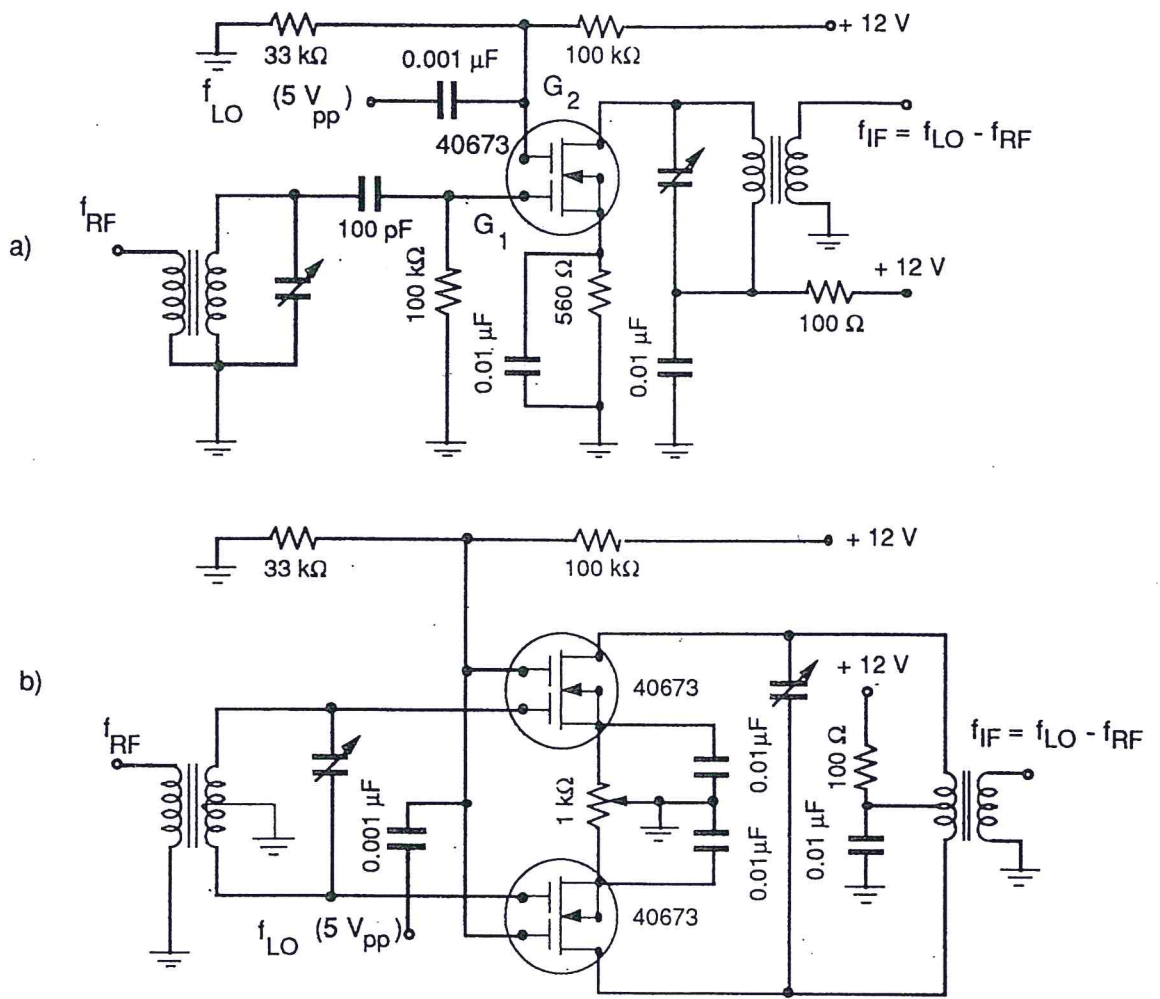 a)
33 kΩ
100 kΩ
+ 12 V
0.001 µF
f_LO (5 V_pp)
G_2
40673
f_IF = f_LO - f_RF
f_RF
100 pF
G_1
100 kΩ
0.01 µF
560 Ω
0.01 µF
+ 12 V
100 Ω
b)
33 kΩ
100 kΩ
+ 12 V
40673
+ 12 V
f_RF
0.001 µF
1 kΩ
0.01µF
0.01µF
100 Ω
0.01 µF
f_IF = f_LO - f_RF
f_LO (5 V_pp)
40673